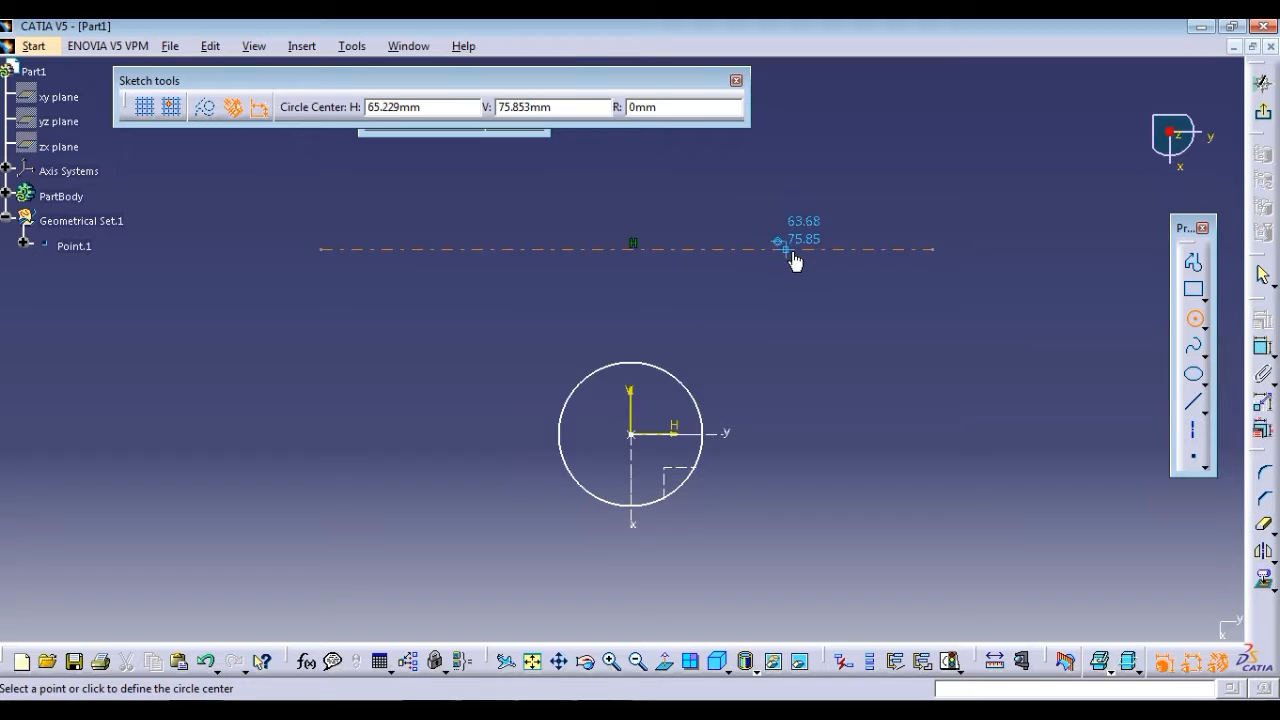 CATIA V5 - [Part1]
Start ENOVIA V5 VPM File Edit View Insert Tools Window Help
Part1
xy plane
yz plane
zx plane
Axis Systems
PartBody
Geometrical Set.1
Point.1
Sketch tools
Circle Center: H: 65.229mm V: 75.853mm R: 0mm
z
y
x
63.68
75.85
H
Pr...
V
H
y
x
y
x
f(x)
CATIA
Select a point or click to define the circle center